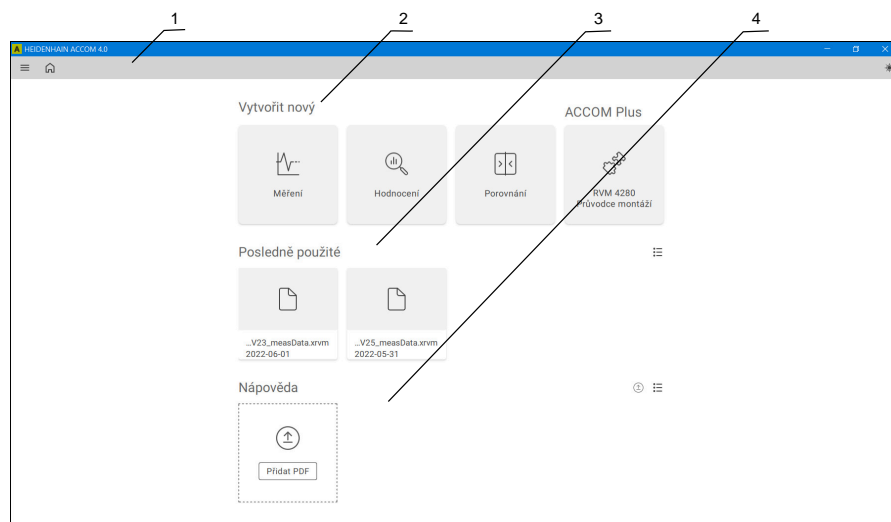 1 2 3 4
HEIDENHAIN ACCOM 4.0
Vytvořit nový
ACCOM Plus
Měření
Hodnocení
Porovnání
RVM 4280
Průvodce montáží
Posledně použité
...V23_measData.xrvm
2022-06-01
...V25_measData.xrvm
2022-05-31
Nápověda
Přidat PDF